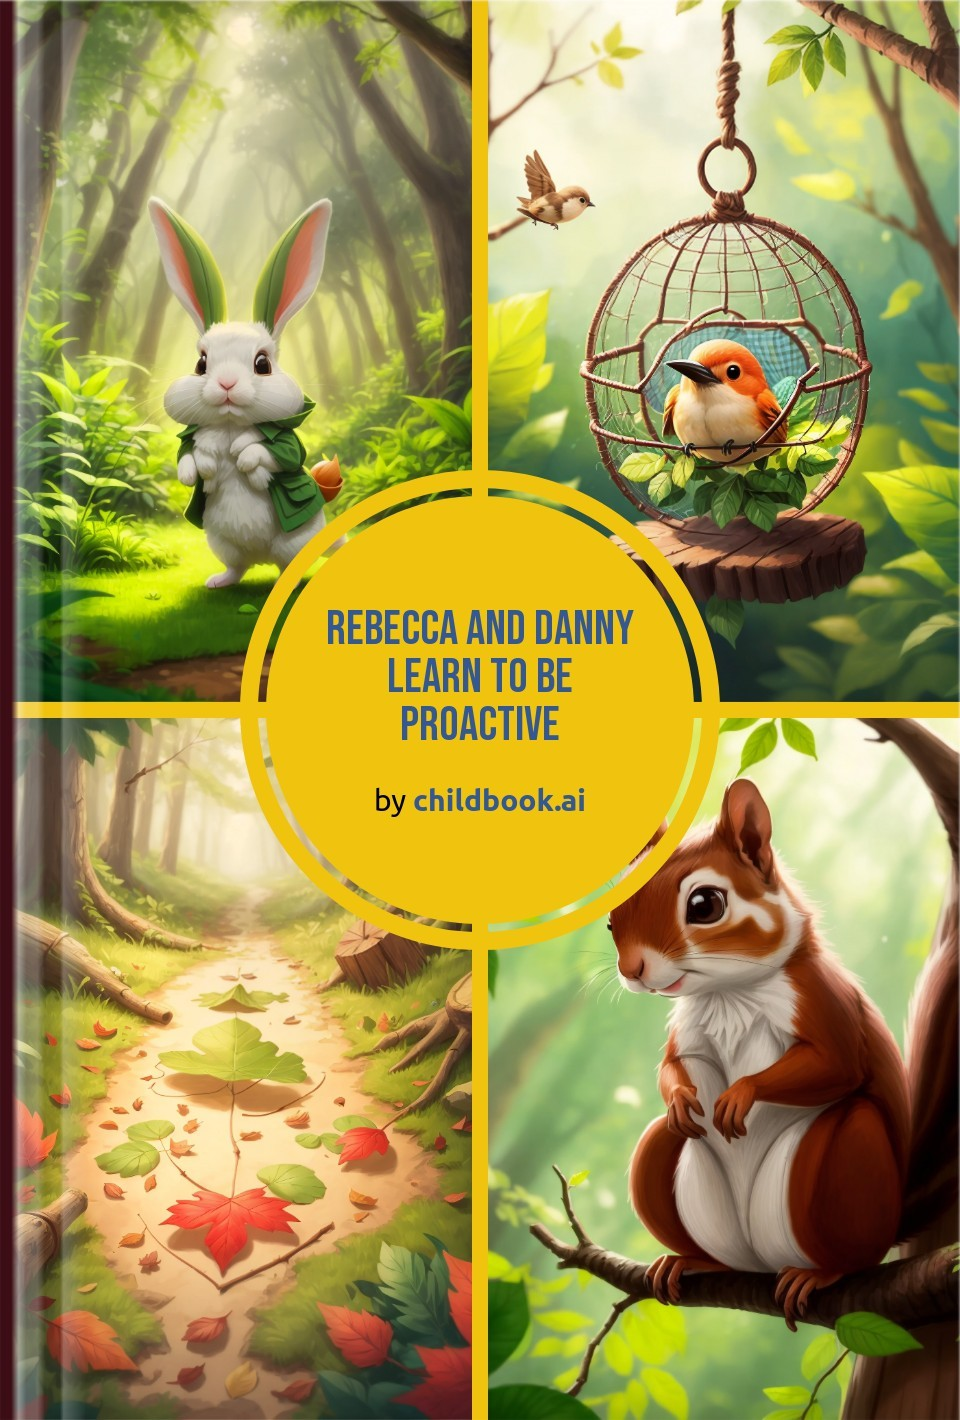 REBECCA AND DANNY
LEARN TO BE
PROACTIVE
by childbook.ai